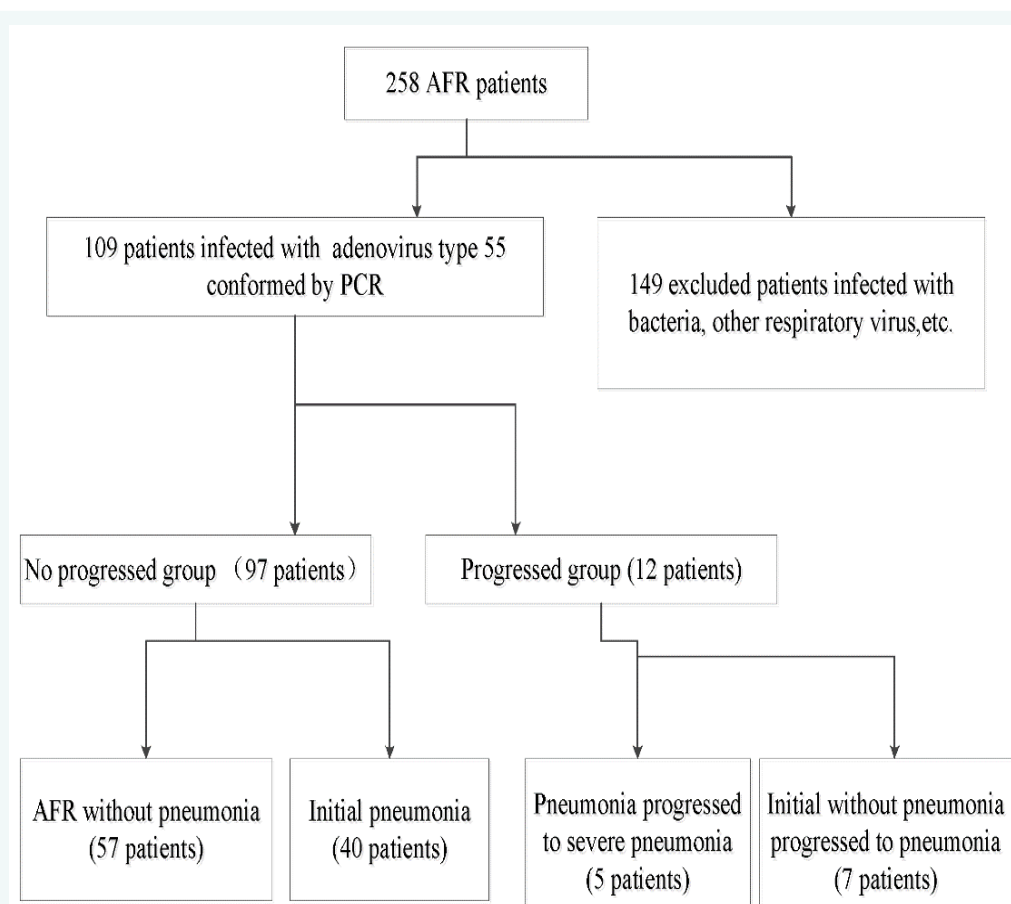 258 AFR patients
109 patients infected with adenovirus type 55
conformed by PCR
149 excluded patients infected with
bacteria, other respiratory virus,etc.
No progressed group （97 patients）
Progressed group (12 patients)
AFR without pneumonia
(57 patients)
Initial pneumonia
(40 patients)
Pneumonia progressed
to severe pneumonia
(5 patients)
Initial without pneumonia
progressed to pneumonia
(7 patients)